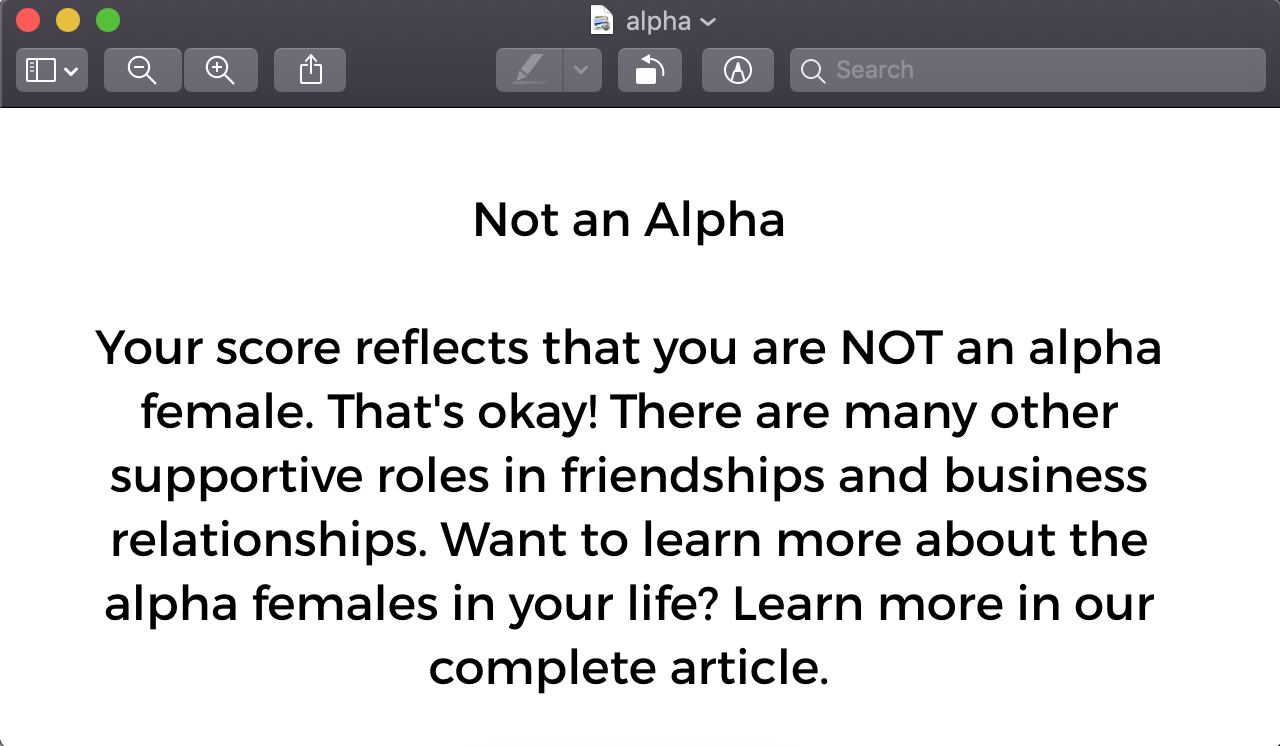 alpha
Search
Not an Alpha
Your score reflects that you are NOT an alpha
female. That's okay! There are many other
supportive roles in friendships and business
relationships. Want to learn more about the
alpha females in your life? Learn more in our
complete article.